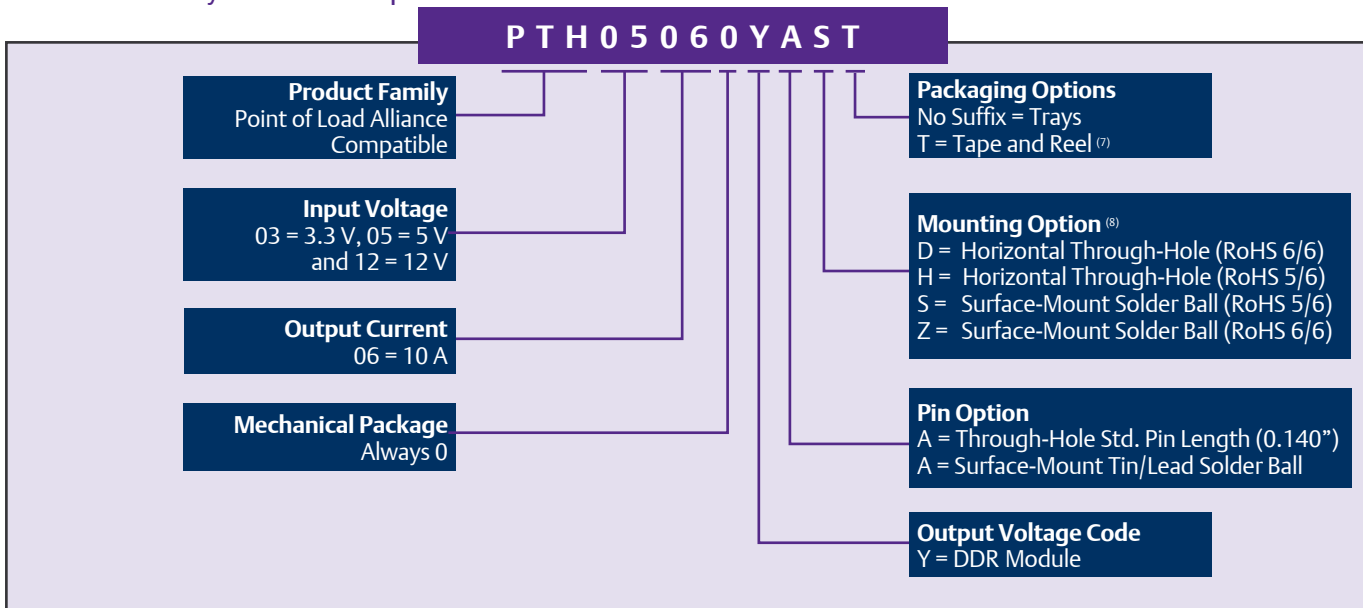 PTH05060YAST
Product Family
Point of Load Alliance
Compatible
Input Voltage
03 = 3.3 V, 05 = 5 V
and 12 = 12 V
Output Current
06 = 10 A
Mechanical Package
Always 0
Packaging Options
No Suffix = Trays
T = Tape and Reel (7)
Mounting Option (8)
D = Horizontal Through-Hole (RoHS 6/6)
H = Horizontal Through-Hole (RoHS 5/6)
S = Surface-Mount Solder Ball (RoHS 5/6)
Z = Surface-Mount Solder Ball (RoHS 6/6)
Pin Option
A = Through-Hole Std. Pin Length (0.140”)
A = Surface-Mount Tin/Lead Solder Ball
Output Voltage Code
Y = DDR Module